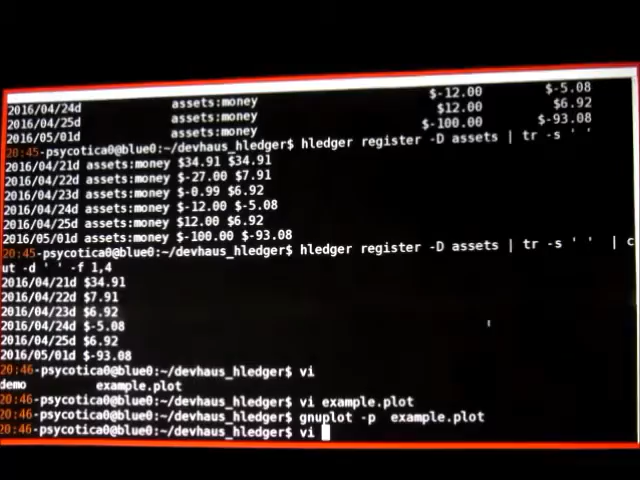 2016/04/24d assets:money $-12.00 $-5.08
2016/04/25d assets:money $12.00 $6.92
2016/05/01d assets:money $-100.00 $-93.08
20:45-psycotica0@blue0:~/devhaus_hledger$ hledger register -D assets | tr -s ' '
2016/04/21d assets:money $34.91 $34.91
2016/04/22d assets:money $-27.00 $7.91
2016/04/23d assets:money $-0.99 $6.92
2016/04/24d assets:money $-12.00 $-5.08
2016/04/25d assets:money $12.00 $6.92
2016/05/01d assets:money $-100.00 $-93.08
20:45-psycotica0@blue0:~/devhaus_hledger$ hledger register -D assets | tr -s ' ' | c
ut -d ' ' -f 1,4
2016/04/21d $34.91
2016/04/22d $7.91
2016/04/23d $6.92
2016/04/24d $-5.08
2016/04/25d $6.92
2016/05/01d $-93.08
20:46-psycotica0@blue0:~/devhaus_hledger$ vi
demo example.plot
20:46-psycotica0@blue0:~/devhaus_hledger$ vi example.plot
20:46-psycotica0@blue0:~/devhaus_hledger$ gnuplot -p example.plot
20:46-psycotica0@blue0:~/devhaus_hledger$ vi